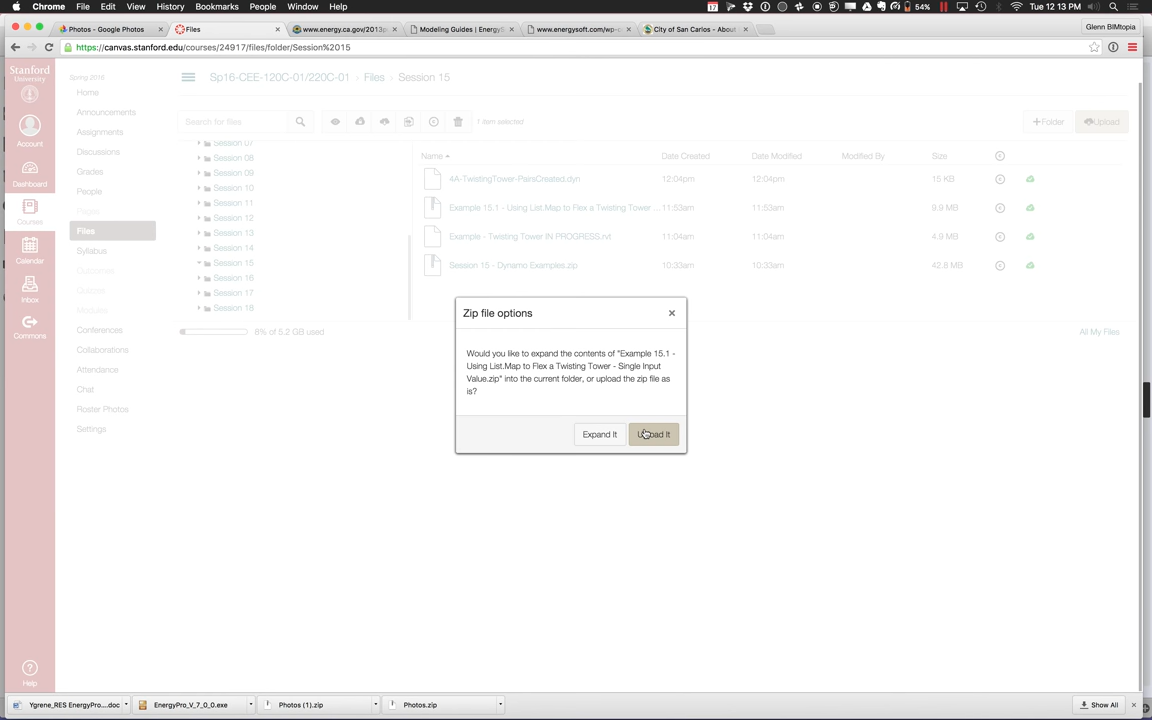 Chrome File Edit View History Bookmarks People Window Help
17 54% Tue 12 13 PM
Photos - Google Photos
Files
www.energy.ca.gov/2013p
Modeling Guides | EnergyS
www.energysoft.com/wp-c
City of San Carlos - About
Glenn BIMtopia
https://canvas.stanford.edu/courses/24917/files/folder/Session%2015
Stanford
University
Account
Dashboard
Courses
Calendar
Inbox
Commons
Help
Spring 2016
Home
Announcements
Assignments
Discussions
Grades
People
Pages
Files
Syllabus
Outcomes
Quizzes
Modules
Conferences
Collaborations
Attendance
Chat
Roster Photos
Settings
Sp16-CEE-120C-01/220C-01 › Files › Session 15
Search for files
1 item selected
+Folder
Upload
Session 07
Session 08
Session 09
Session 10
Session 11
Session 12
Session 13
Session 14
Session 15
Session 16
Session 17
Session 18
8% of 5.2 GB used
All My Files
Name Date Created Date Modified Modified By Size
4A-TwistingTower-PairsCreated.dyn 12:04pm 12:04pm 15 KB
Example 15.1 - Using List.Map to Flex a Twisting Tower ... 11:53am 11:53am 9.9 MB
Example - Twisting Tower IN PROGRESS.rvt 11:04am 11:04am 4.9 MB
Session 15 - Dynamo Examples.zip 10:33am 10:33am 42.8 MB
Zip file options ×
Would you like to expand the contents of "Example 15.1 -
Using List.Map to Flex a Twisting Tower - Single Input
Value.zip" into the current folder, or upload the zip file as
is?
Expand It
Upload It
Ygrene_RES EnergyPro....doc
EnergyPro_V_7_0_0.exe
Photos (1).zip
Photos.zip
Show All